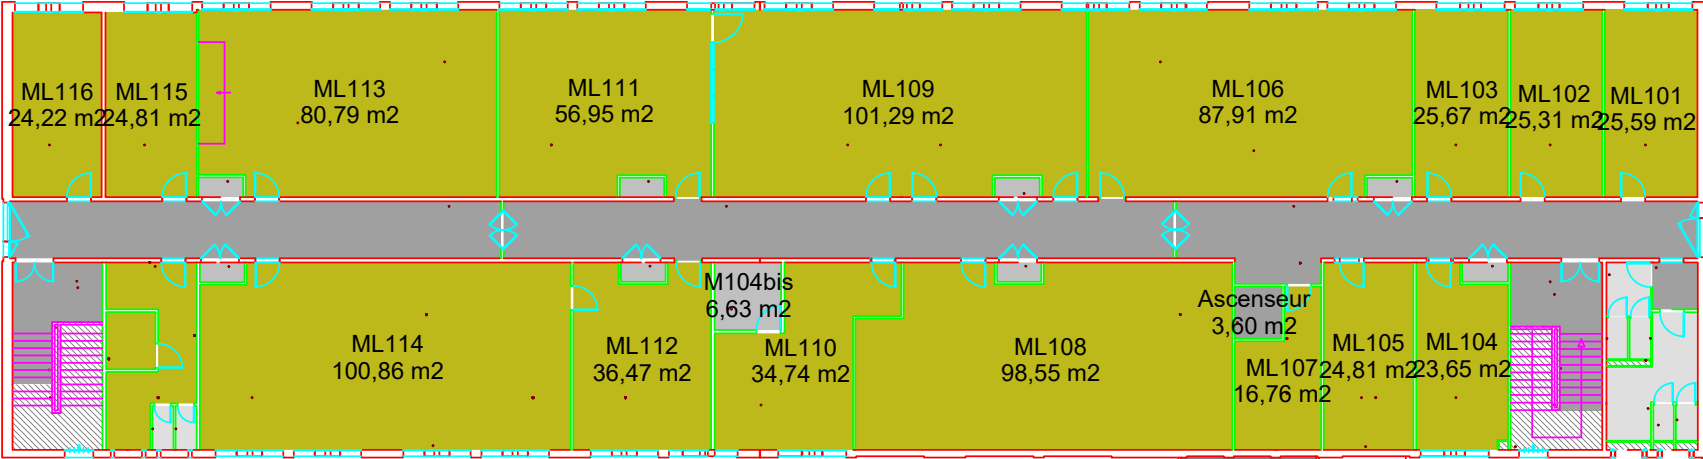 ML116
24,22 m2
ML115
24,81 m2
ML113
80,79 m2
ML111
56,95 m2
ML109
101,29 m2
ML106
87,91 m2
ML103
25,67 m2
ML102
25,31 m2
ML101
25,59 m2
ML114
100,86 m2
ML112
36,47 m2
M104bis
6,63 m2
ML110
34,74 m2
ML108
98,55 m2
Ascenseur
3,60 m2
ML107
16,76 m2
ML105
24,81 m2
ML104
23,65 m2